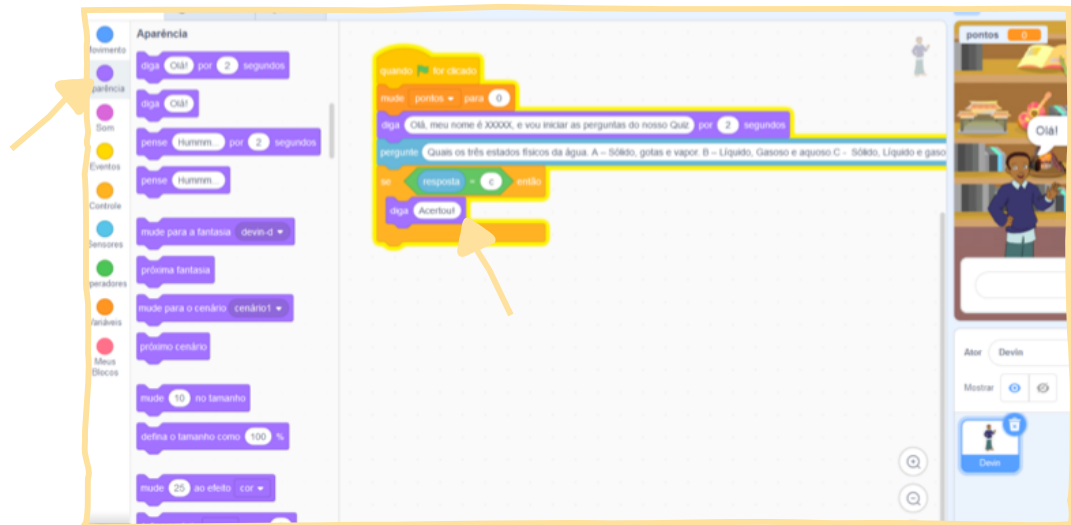 Aparência
Movimento
Aparência
Som
Eventos
Controle
Sensores
Operadores
Variáveis
Meus
Blocos
diga Olá! por 2 segundos
diga Olá!
pense Hummm... por 2 segundos
pense Hummm...
mude para a fantasia devin-d
próxima fantasia
mude para o cenário cenário1
próximo cenário
mude 10 no tamanho
defina o tamanho como 100 %
mude 25 ao efeito cor
quando for clicado
mude pontos para 0
diga Olá, meu nome é XXXXX, e vou iniciar as perguntas do nosso Quiz por 2 segundos
pergunte Quais os três estados físicos da água. A – Sólido, gotas e vapor. B – Líquido, Gasoso e aquoso.C - Sólido, Líquido e gaso
se resposta = c então
diga Acertou!
pontos 0
Olá!
Ator Devin
Mostrar
Devin